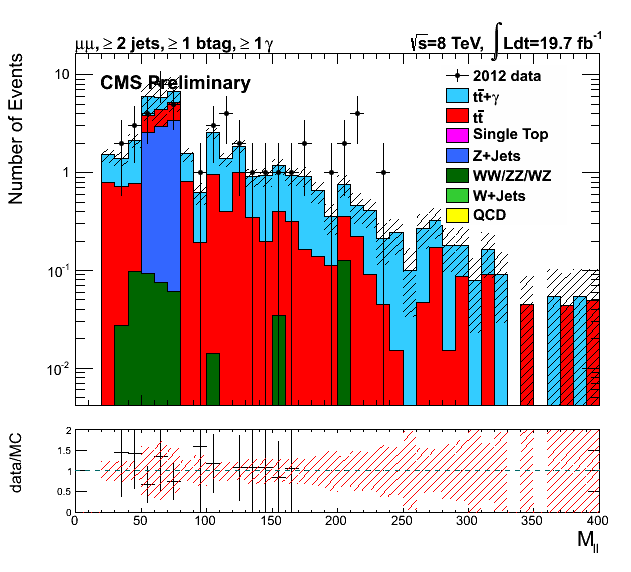 μμ, ≥ 2 jets, ≥ 1 btag, ≥ 1 γ
√s=8 TeV, ∫Ldt=19.7 fb⁻¹
Number of Events
CMS Preliminary
2012 data
tt̄+γ
tt̄
Single Top
Z+Jets
WW/ZZ/WZ
W+Jets
QCD
10
1
10⁻¹
10⁻²
data/MC
2
1.5
1
0.5
0
0 50 100 150 200 250 300 350 400
M_ll